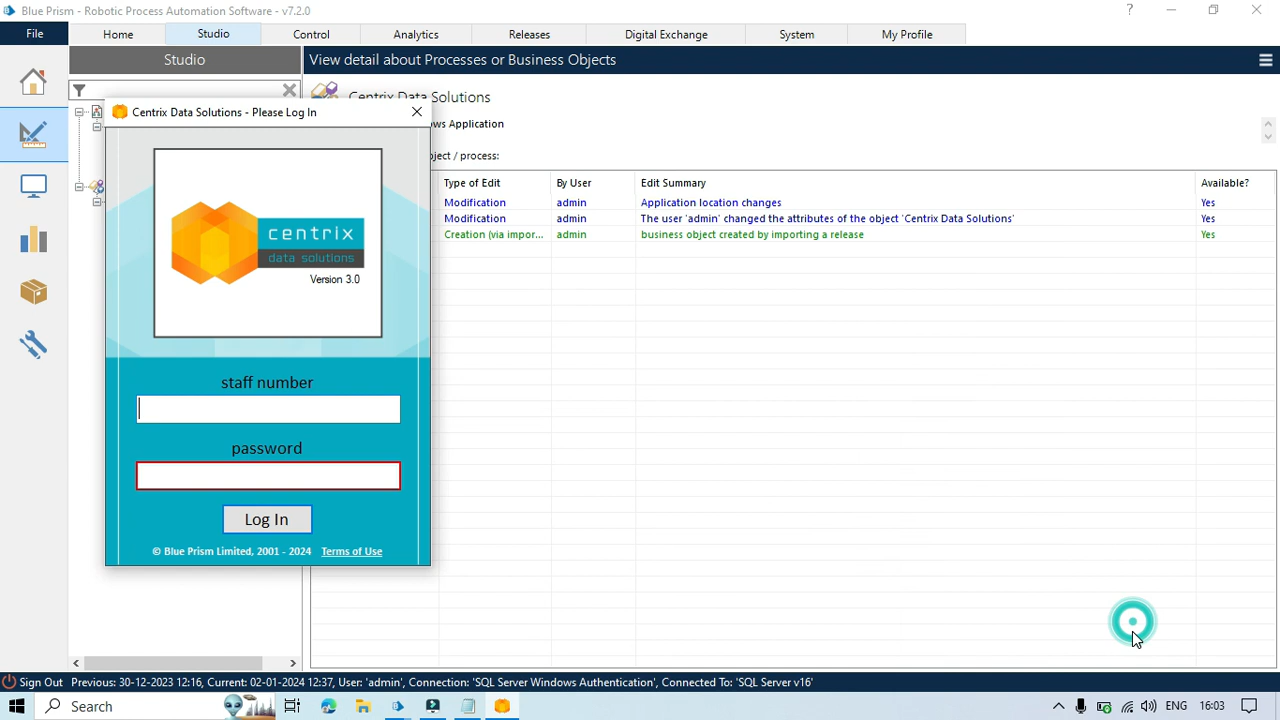 Blue Prism - Robotic Process Automation Software - v7.2.0
?
File
Home
Studio
Control
Analytics
Releases
Digital Exchange
System
My Profile
Studio
View detail about Processes or Business Objects
Centrix Data Solutions
ws Application
ject / process:
Type of Edit
By User
Edit Summary
Available?
Modification
admin
Application location changes
Yes
Modification
admin
The user 'admin' changed the attributes of the object 'Centrix Data Solutions'
Yes
Creation (via impor...
admin
business object created by importing a release
Yes
Centrix Data Solutions - Please Log In
centrix
data solutions
Version 3.0
staff number
password
Log In
© Blue Prism Limited, 2001 - 2024 Terms of Use
Sign Out Previous: 30-12-2023 12:16, Current: 02-01-2024 12:37, User: 'admin', Connection: 'SQL Server Windows Authentication', Connected To: 'SQL Server v16'
Search
ENG
16:03